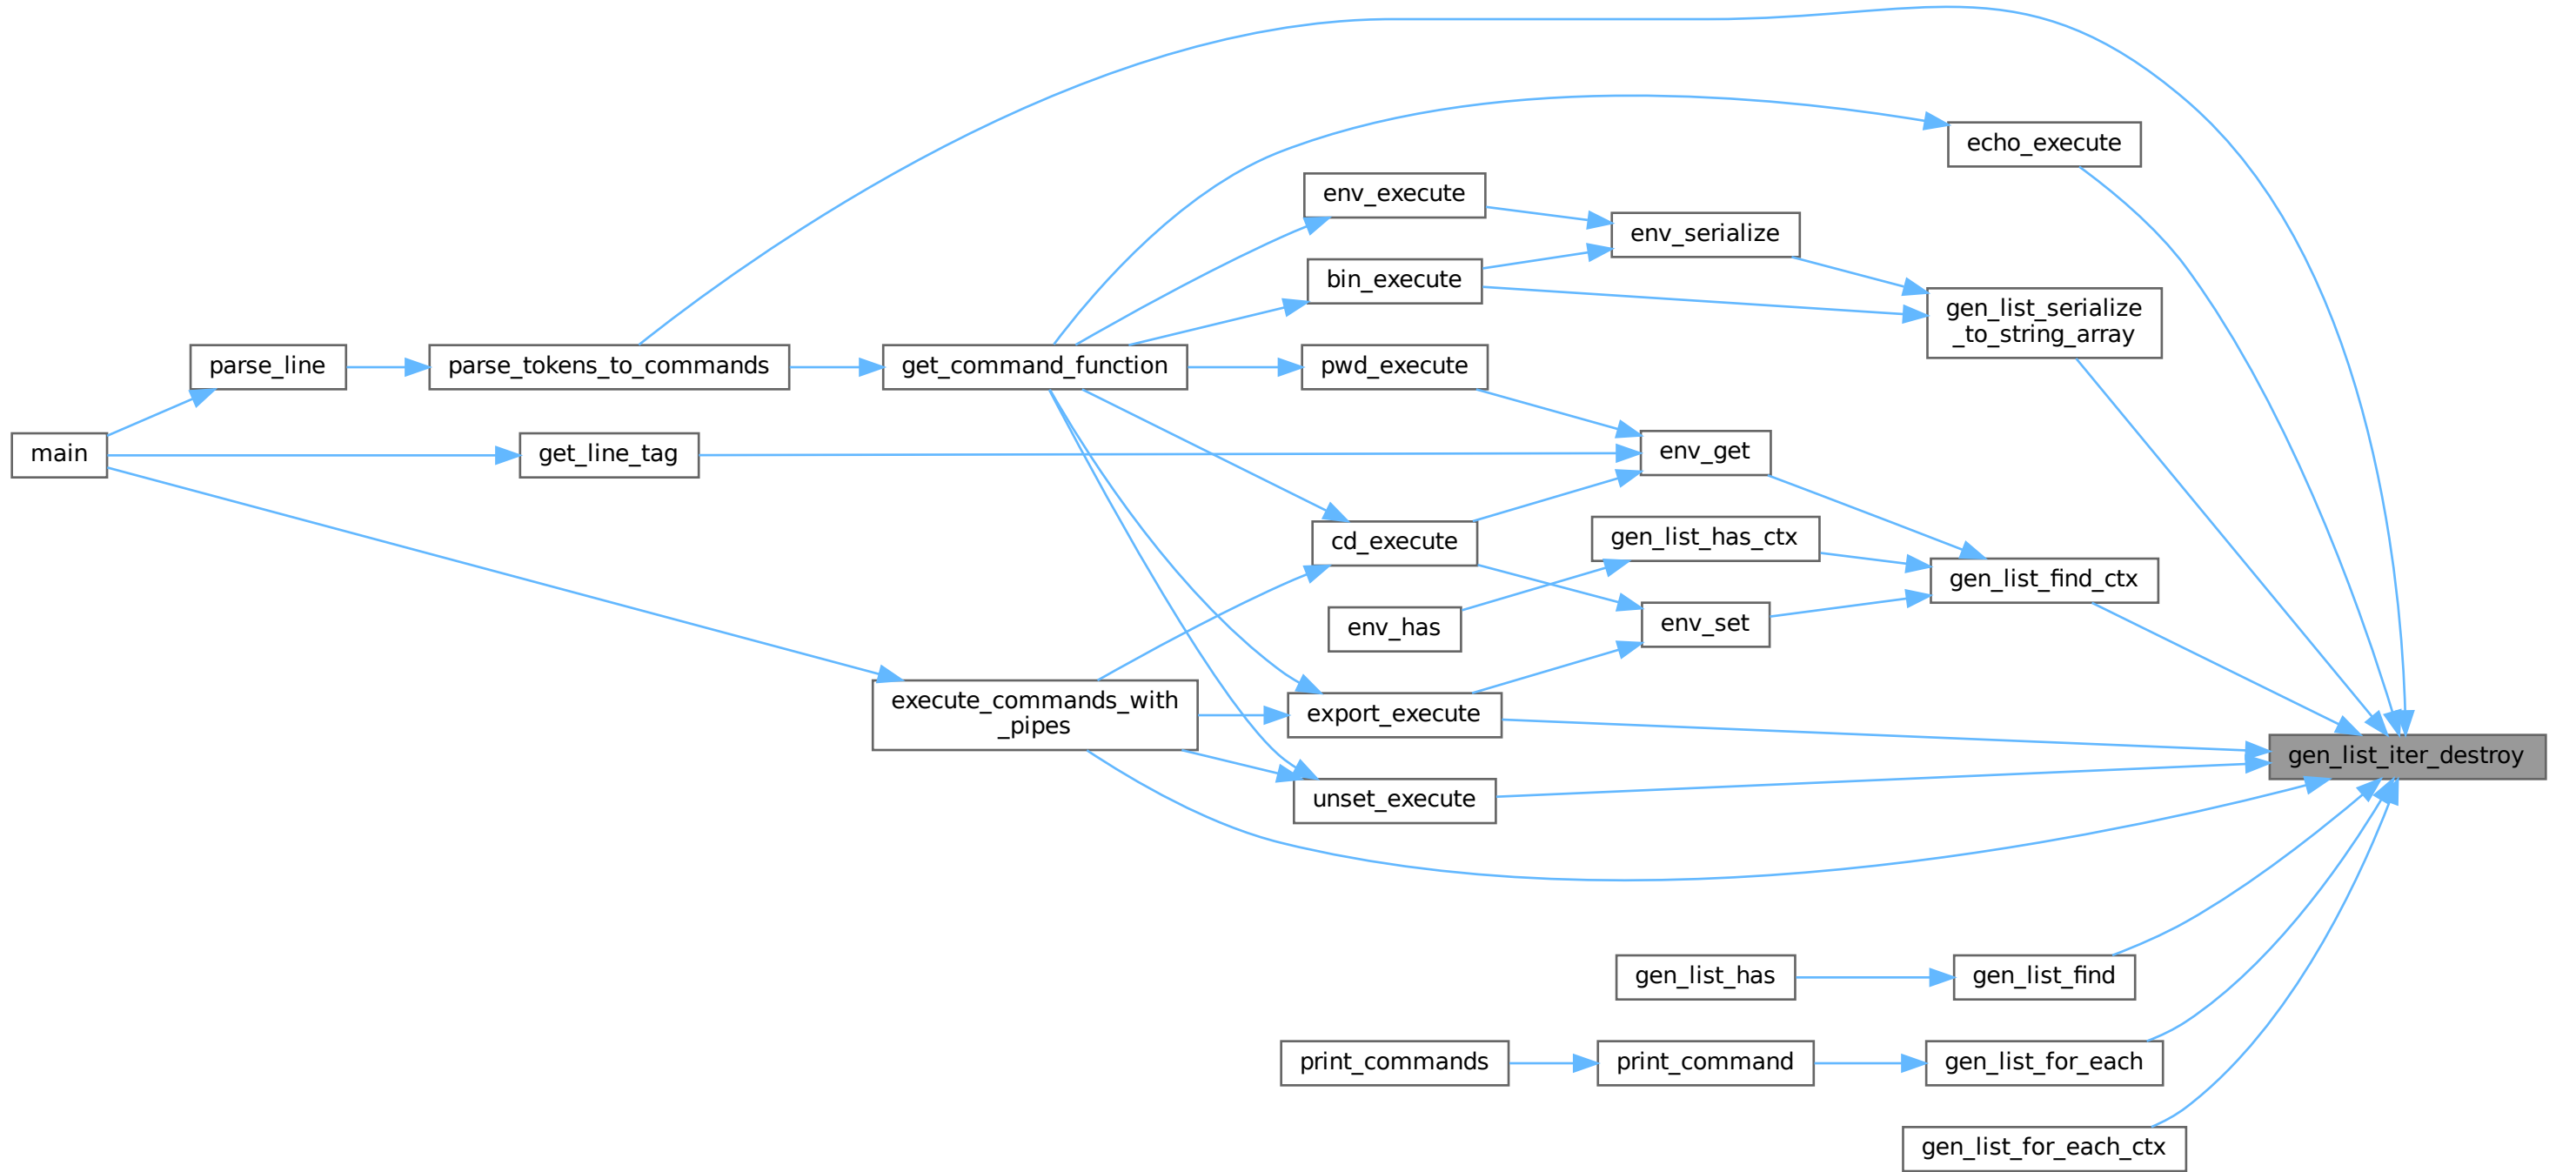 echo_execute
env_execute
env_serialize
bin_execute
gen_list_serialize
_to_string_array
parse_line
parse_tokens_to_commands
get_command_function
pwd_execute
main
get_line_tag
env_get
cd_execute
gen_list_has_ctx
gen_list_find_ctx
env_has
env_set
execute_commands_with
_pipes
export_execute
gen_list_iter_destroy
unset_execute
gen_list_has
gen_list_find
print_commands
print_command
gen_list_for_each
gen_list_for_each_ctx